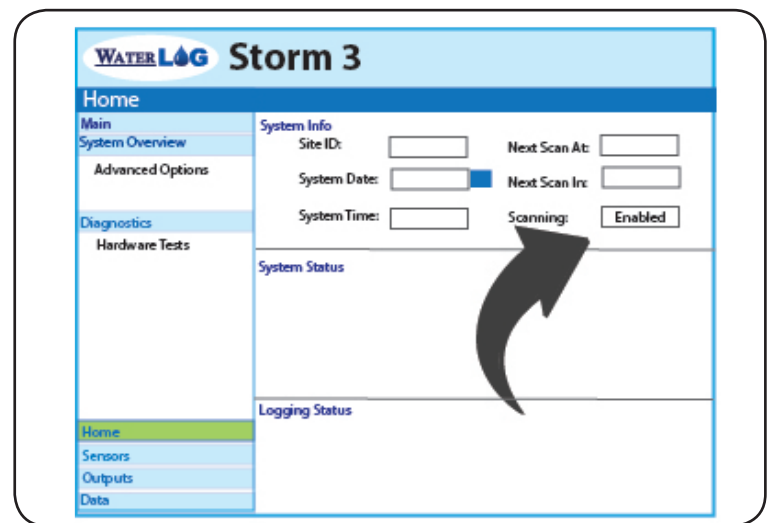 WATERLOG Storm 3
Home
Main
System Overview
Advanced Options
Diagnostics
Hardware Tests
Home
Sensors
Outputs
Data
System Info
Site ID:
System Date:
System Time:
Next Scan At:
Next Scan In:
Scanning: Enabled
System Status
Logging Status